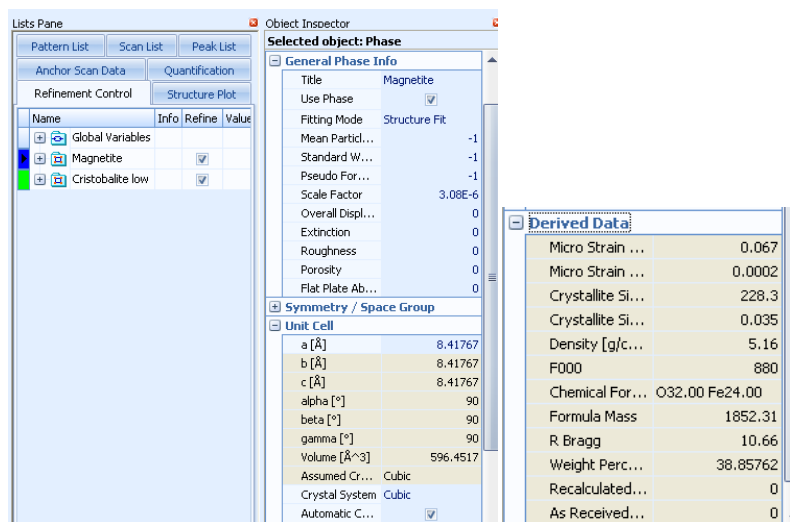 Lists Pane
Pattern List Scan List Peak List
Anchor Scan Data Quantification
Refinement Control Structure Plot
Name Info Refine Value
Global Variables
Magnetite
Cristobalite low
Object Inspector
Selected object: Phase
General Phase Info
Title Magnetite
Use Phase
Fitting Mode Structure Fit
Mean Particl... -1
Standard W... -1
Pseudo For... -1
Scale Factor 3.08E-6
Overall Displ... 0
Extinction 0
Roughness 0
Porosity 0
Flat Plate Ab... 0
Symmetry / Space Group
Unit Cell
a [Å] 8.41767
b [Å] 8.41767
c [Å] 8.41767
alpha [°] 90
beta [°] 90
gamma [°] 90
Volume [Å^3] 596.4517
Assumed Cr... Cubic
Crystal System Cubic
Automatic C...
Derived Data
Micro Strain ... 0.067
Micro Strain ... 0.0002
Crystallite Si... 228.3
Crystallite Si... 0.035
Density [g/c... 5.16
F000 880
Chemical For... O32.00 Fe24.00
Formula Mass 1852.31
R Bragg 10.66
Weight Perc... 38.85762
Recalculated... 0
As Received... 0